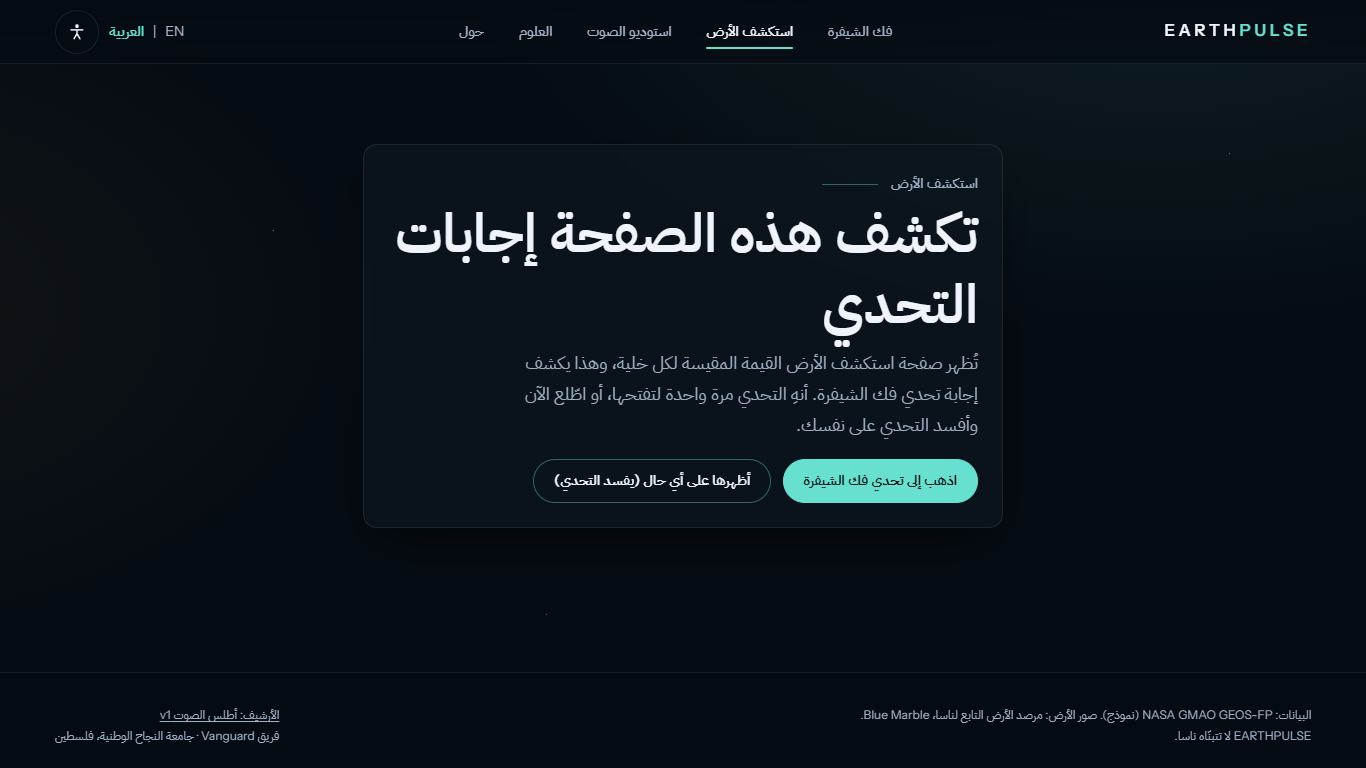 EARTHPULSE
فك الشيفرة
استكشف الأرض
استوديو الصوت
العلوم
حول
EN | العربية
استكشف الأرض
تكشف هذه الصفحة إجابات
التحدي
تُظهر صفحة استكشف الأرض القيمة المقيسة لكل خلية، وهذا يكشف
إجابة تحدي فك الشيفرة. أنهِ التحدي مرة واحدة لتفتحها، أو اطّلع الآن
وأفسد التحدي على نفسك.
اذهب إلى تحدي فك الشيفرة
أظهرها على أي حال (يفسد التحدي)
البيانات: NASA GMAO GEOS-FP (نموذج). صور الأرض: مرصد الأرض التابع لناسا، Blue Marble.
EARTHPULSE لا تتبنّاه ناسا.
الأرشيف: أطلس الصوت v1
فريق Vanguard · جامعة النجاح الوطنية، فلسطين